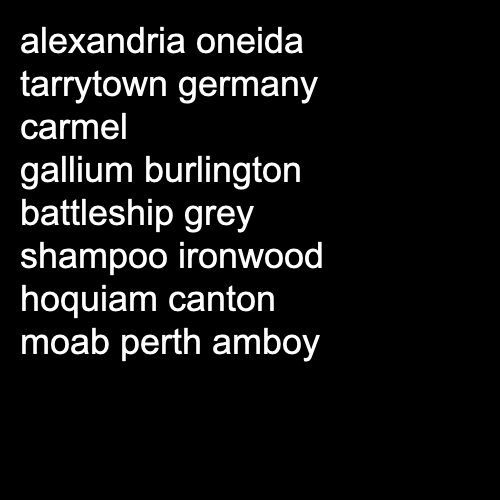 alexandria oneida
tarrytown germany
carmel
gallium burlington
battleship grey
shampoo ironwood
hoquiam canton
moab perth amboy